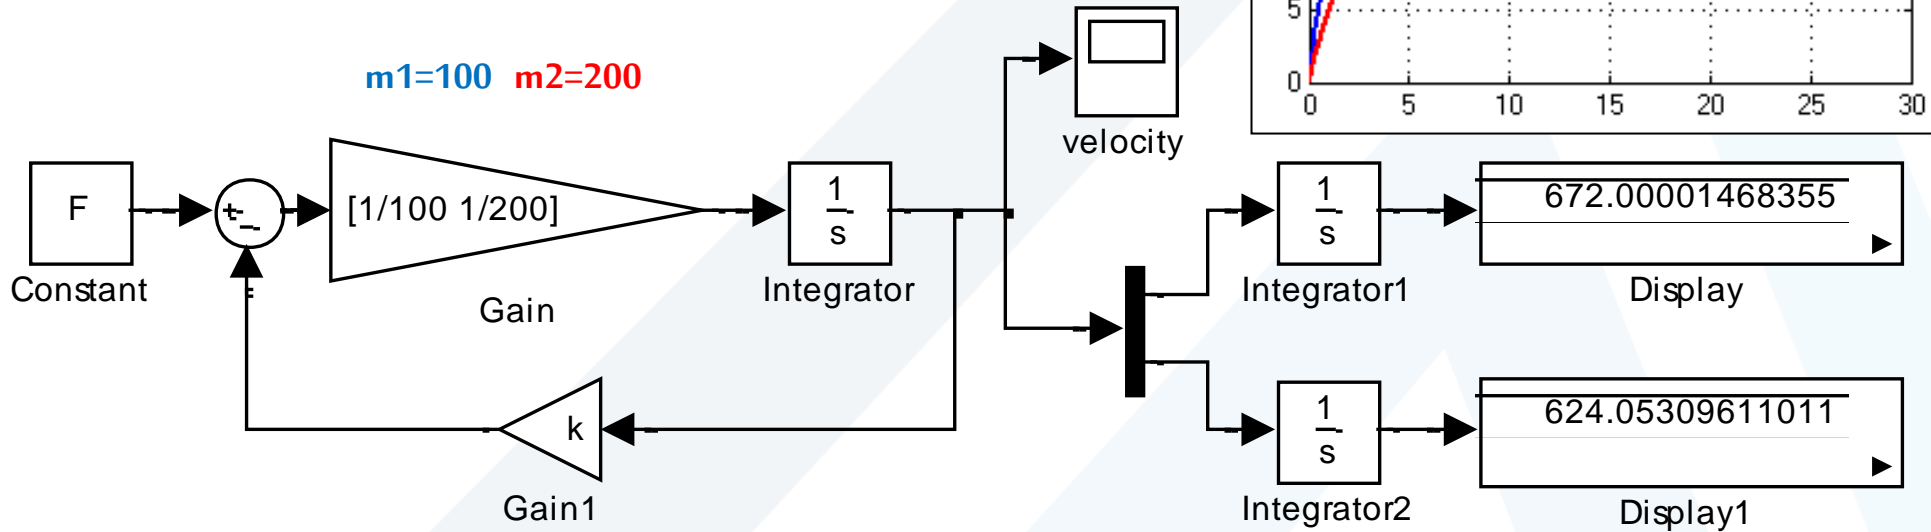 5
0
0 5 10 15 20 25 30
m1=100 m2=200
velocity
F
+
-
[1/100 1/200]
1
s
Constant
Gain
Integrator
1
s
672.00001468355
Integrator1
Display
k
Gain1
1
s
624.05309611011
Integrator2
Display1